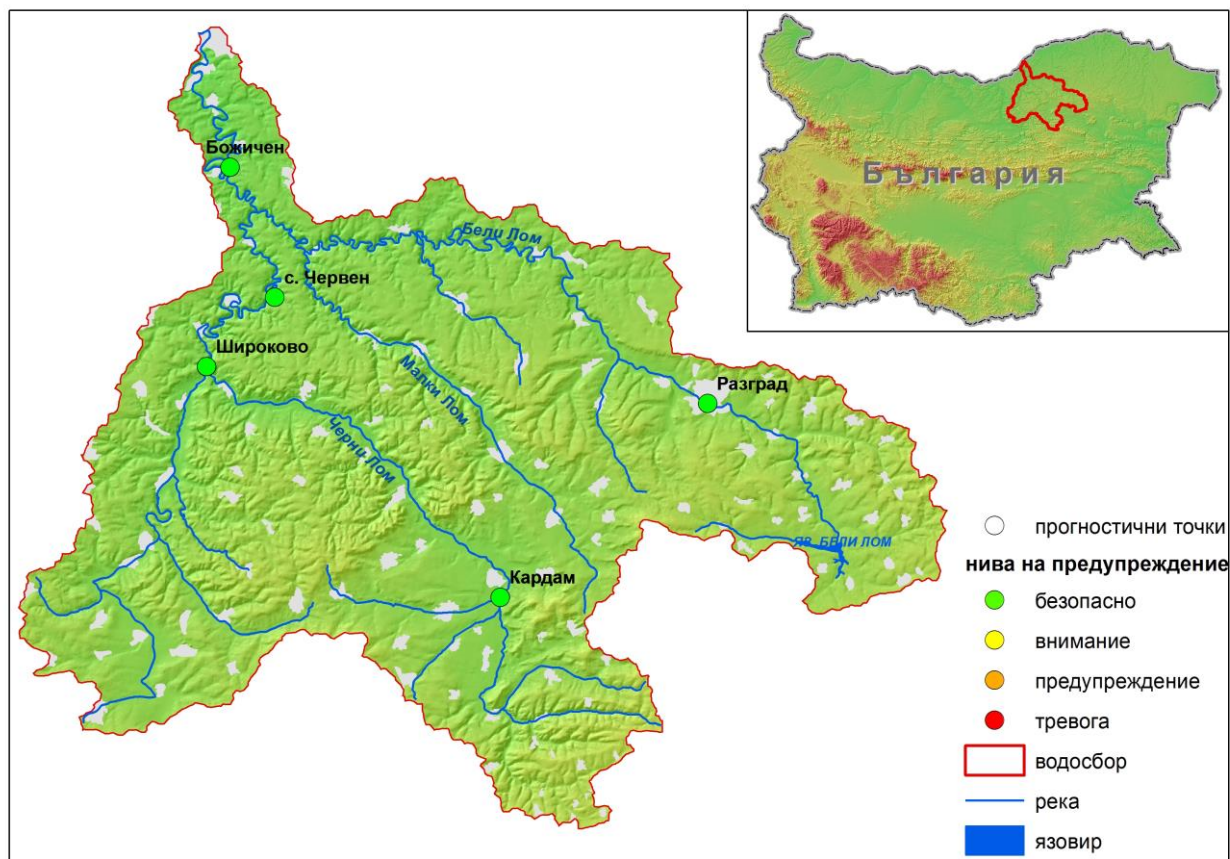 България
Божичен
Бели Лом
с. Червен
Широково
Малки Лом
Разград
Черни Лом
яз. БЕЛИ ЛОМ
Кардам
прогностични точки
нива на предупреждение
безопасно
внимание
предупреждение
тревога
водосбор
река
язовир